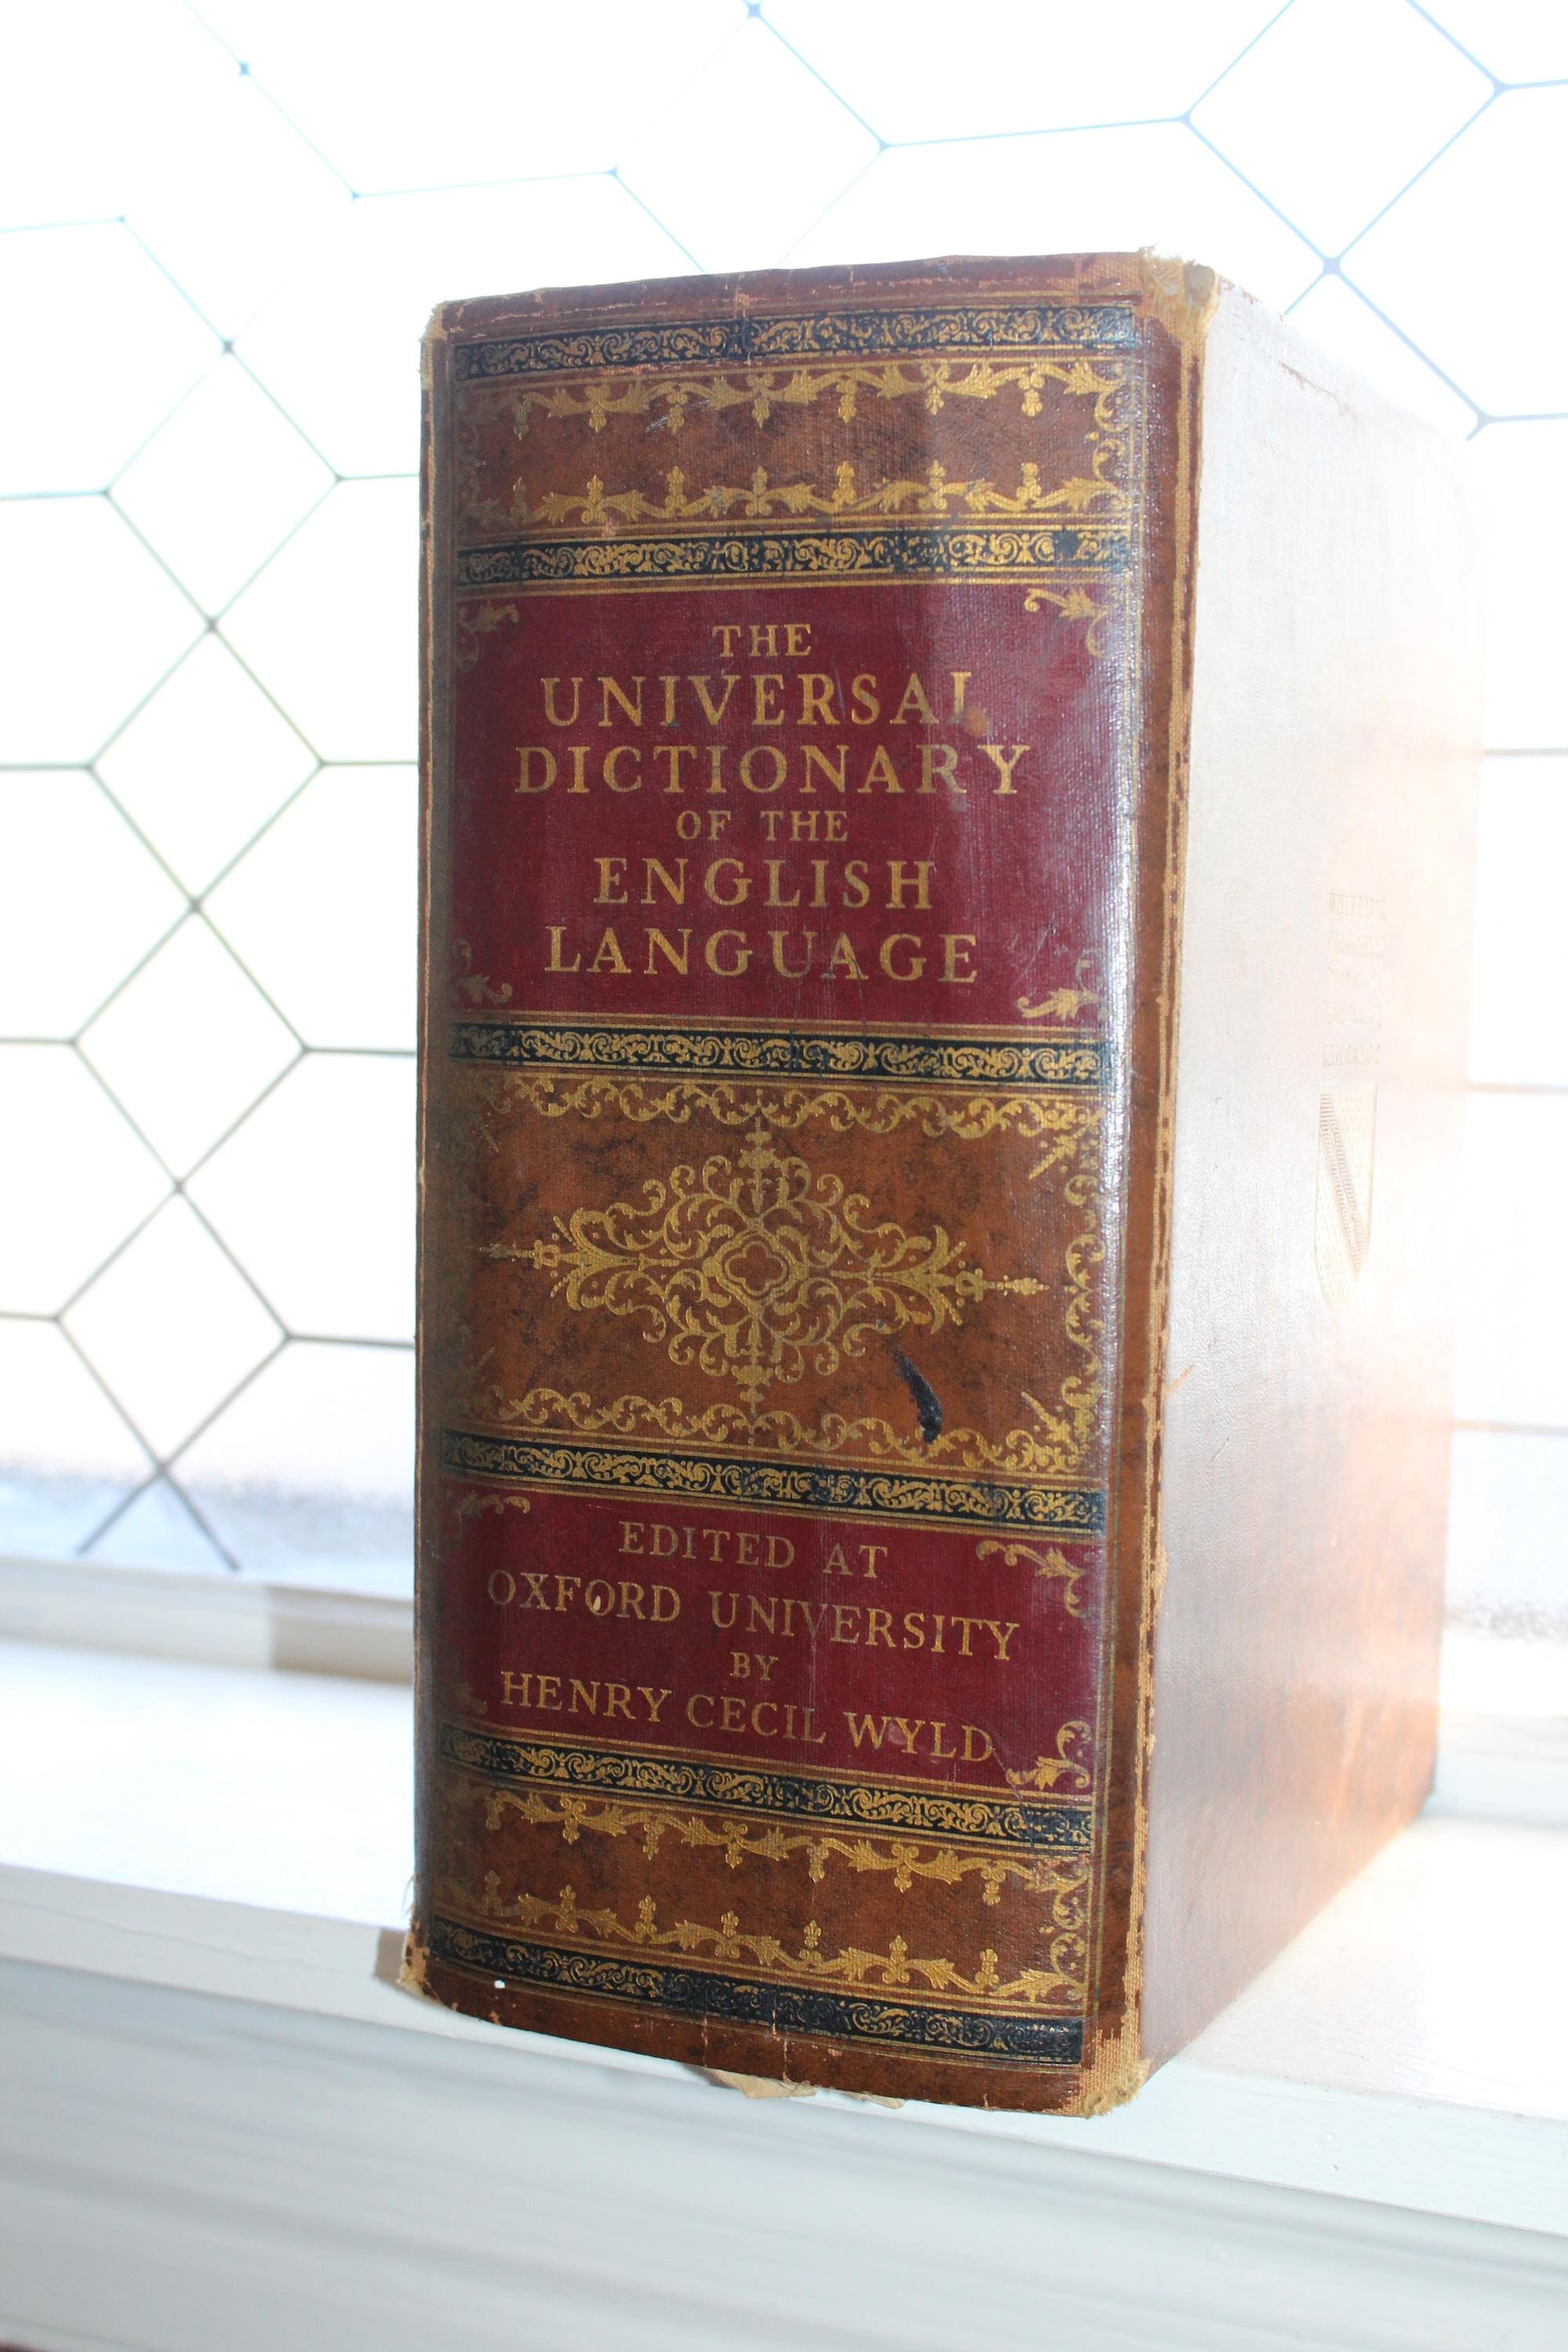 THE
UNIVERSAL
DICTIONARY
OF THE
ENGLISH
LANGUAGE
EDITED AT
OXFORD UNIVERSITY
BY
HENRY CECIL WYLD